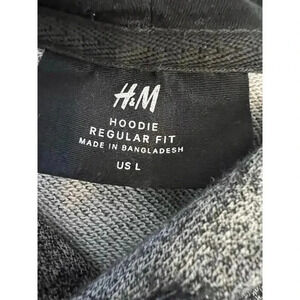 H&M
HOODIE
REGULAR FIT
MADE IN BANGLADESH
US L